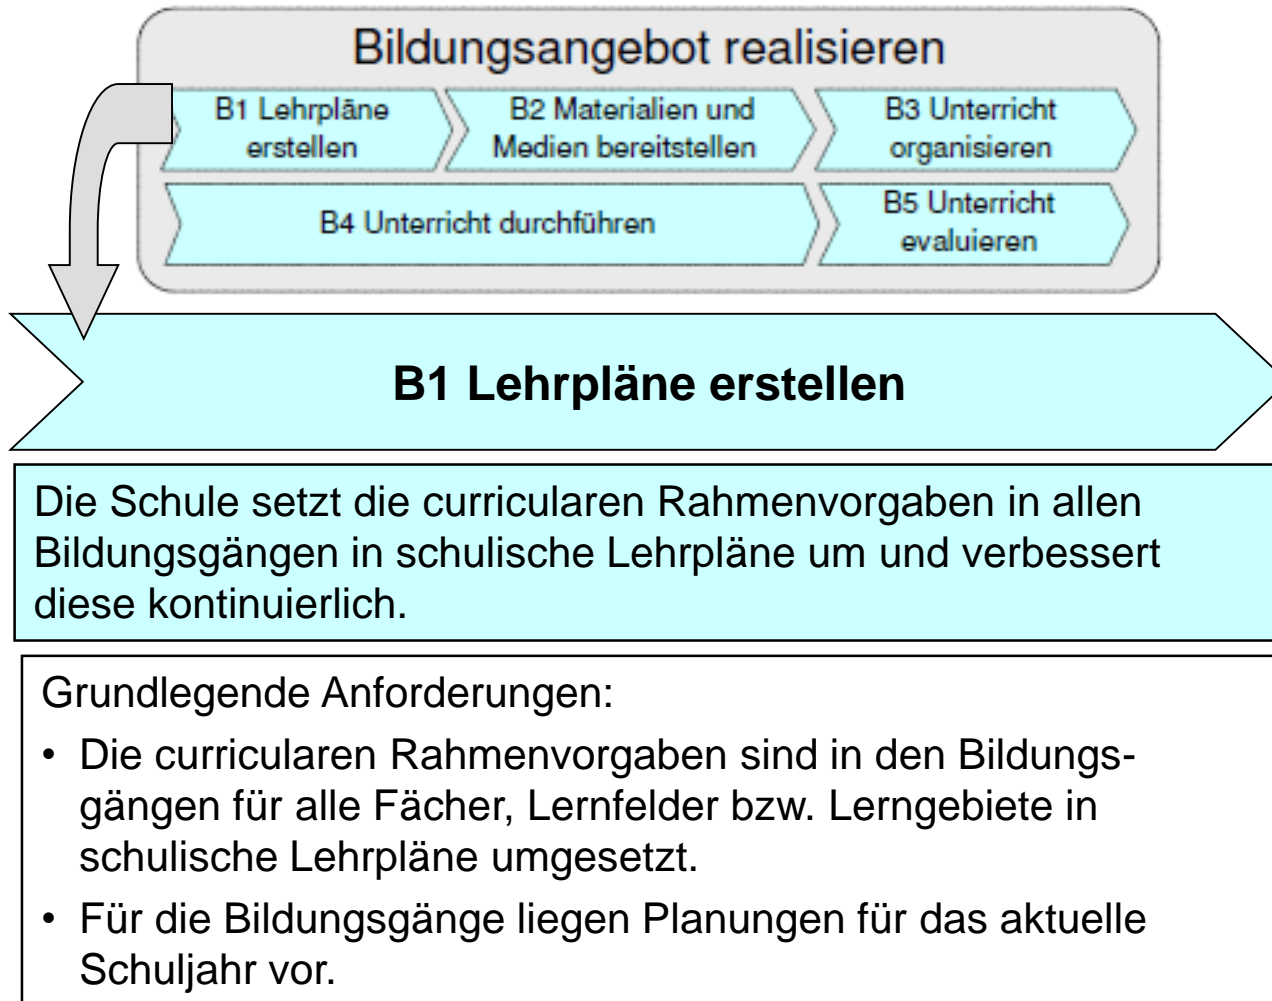 Bildungsangebot realisieren
B1 Lehrpläne
erstellen
B2 Materialien und
Medien bereitstellen
B3 Unterricht
organisieren
B4 Unterricht durchführen
B5 Unterricht
evaluieren
B1 Lehrpläne erstellen
Die Schule setzt die curricularen Rahmenvorgaben in allen
Bildungsgängen in schulische Lehrpläne um und verbessert
diese kontinuierlich.
Grundlegende Anforderungen:
• Die curricularen Rahmenvorgaben sind in den Bildungs-
gängen für alle Fächer, Lernfelder bzw. Lerngebiete in
schulische Lehrpläne umgesetzt.
• Für die Bildungsgänge liegen Planungen für das aktuelle
Schuljahr vor.